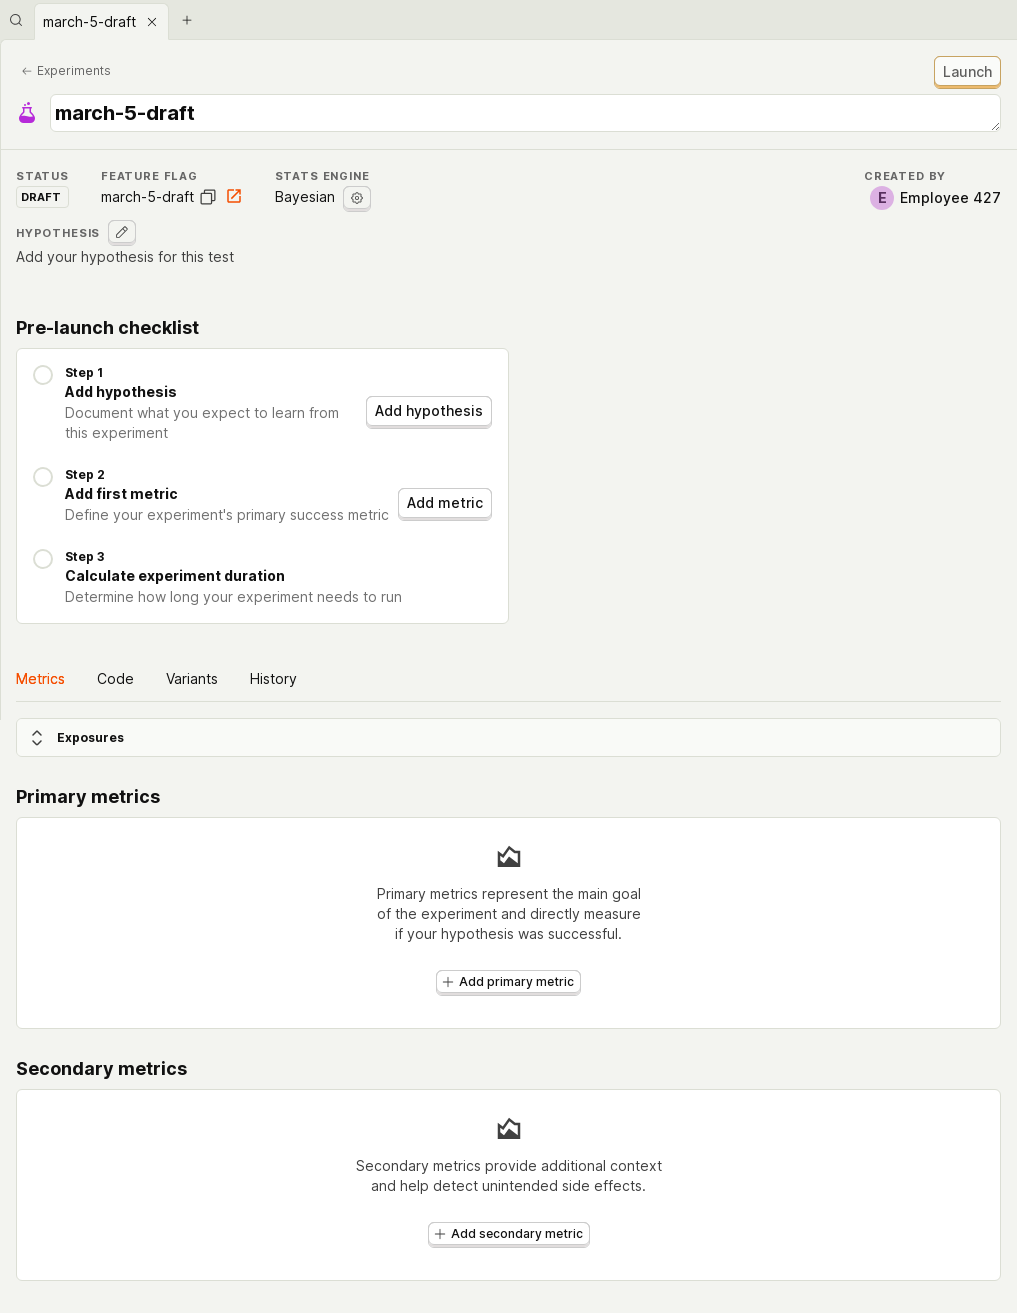 march-5-draft
Experiments
Launch
march-5-draft
STATUS
FEATURE FLAG
STATS ENGINE
CREATED BY
DRAFT
march-5-draft
Bayesian
E Employee 427
HYPOTHESIS
Add your hypothesis for this test
Pre-launch checklist
Step 1
Add hypothesis
Document what you expect to learn from
this experiment
Add hypothesis
Step 2
Add first metric
Define your experiment's primary success metric
Add metric
Step 3
Calculate experiment duration
Determine how long your experiment needs to run
Metrics
Code
Variants
History
Exposures
Primary metrics
Primary metrics represent the main goal
of the experiment and directly measure
if your hypothesis was successful.
Add primary metric
Secondary metrics
Secondary metrics provide additional context
and help detect unintended side effects.
Add secondary metric